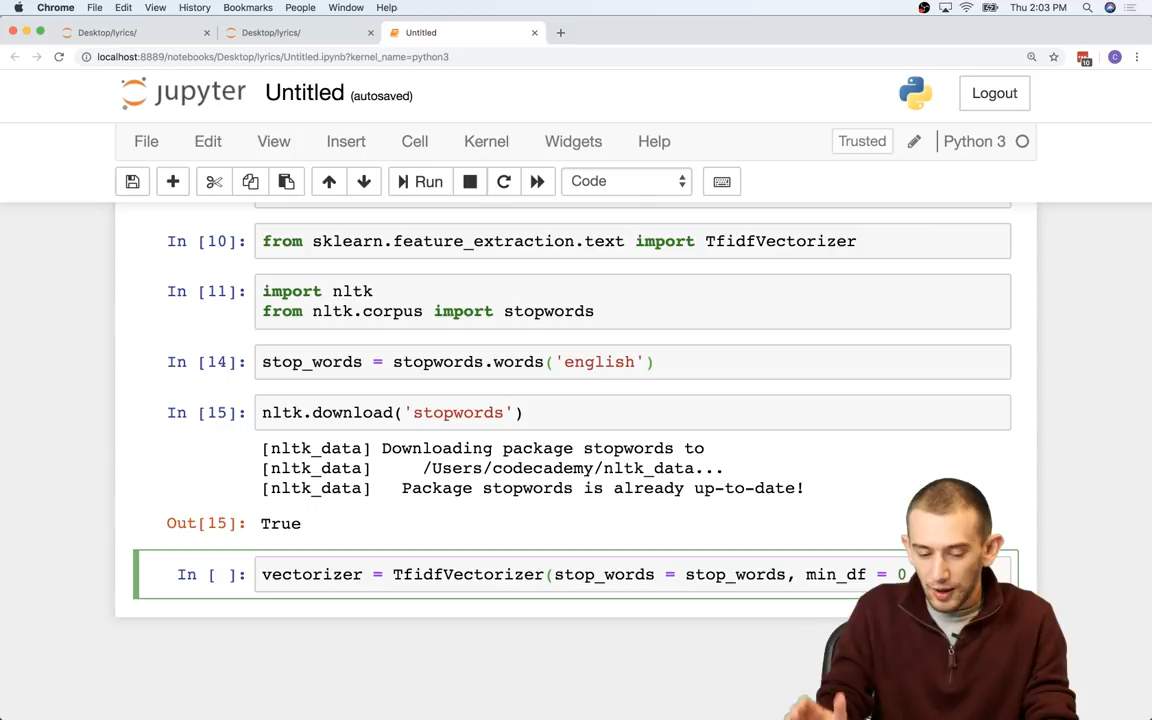 Chrome File Edit View History Bookmarks People Window Help Thu 2:03 PM
Desktop/lyrics/ Desktop/lyrics/ Untitled
localhost:8889/notebooks/Desktop/lyrics/Untitled.ipynb?kernel_name=python3 10 C
jupyter Untitled (autosaved) Logout
File Edit View Insert Cell Kernel Widgets Help Trusted Python 3
Run Code
In [10]: from sklearn.feature_extraction.text import TfidfVectorizer
In [11]: import nltk
from nltk.corpus import stopwords
In [14]: stop_words = stopwords.words('english')
In [15]: nltk.download('stopwords')
[nltk_data] Downloading package stopwords to
[nltk_data]     /Users/codecademy/nltk_data...
[nltk_data]   Package stopwords is already up-to-date!
Out[15]: True
In [ ]: vectorizer = TfidfVectorizer(stop_words = stop_words, min_df = 0